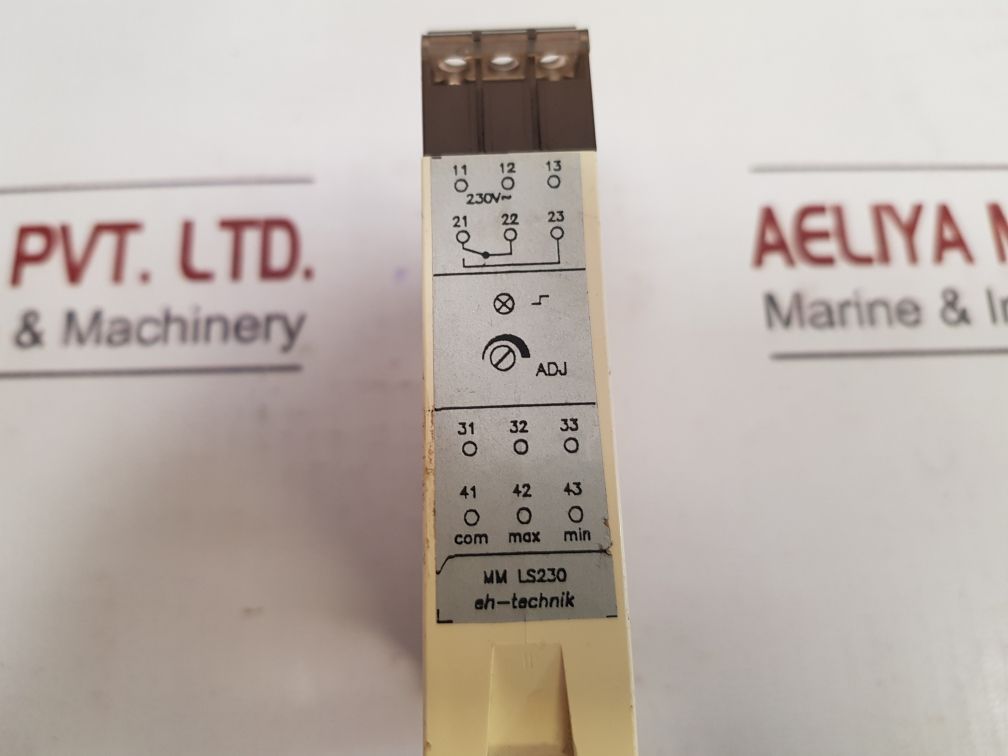 11 12 13
230V~
21 22 23
ADJ
31 32 33
41 42 43
com max min
MM LS230
eh-technik
PVT. LTD.
& Machinery
AELIYA
Marine &